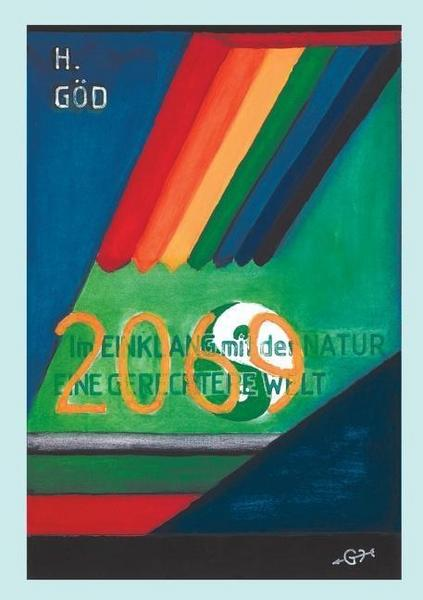 H.
GÖD
2069
Im EINKLANG mit der NATUR
EINE GERECHTERE WELT